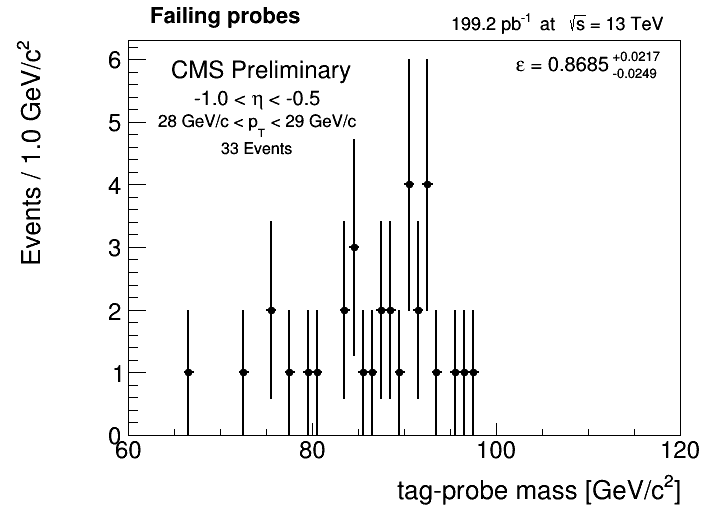 Failing probes
199.2 pb⁻¹ at √s = 13 TeV
CMS Preliminary
-1.0 < η < -0.5
28 GeV/c < p_T < 29 GeV/c
33 Events
ε = 0.8685 +0.0217 -0.0249
Events / 1.0 GeV/c²
6
5
4
3
2
1
0
60 80 100 120
tag-probe mass [GeV/c²]